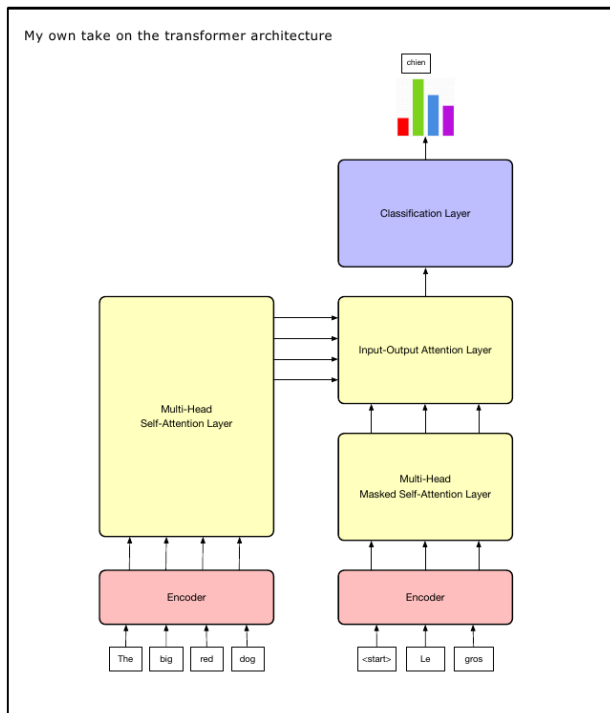 My own take on the transformer architecture
chien
Classification Layer
Input-Output Attention Layer
Multi-Head
Self-Attention Layer
Multi-Head
Masked Self-Attention Layer
Encoder
Encoder
The
big
red
dog
<start>
Le
gros